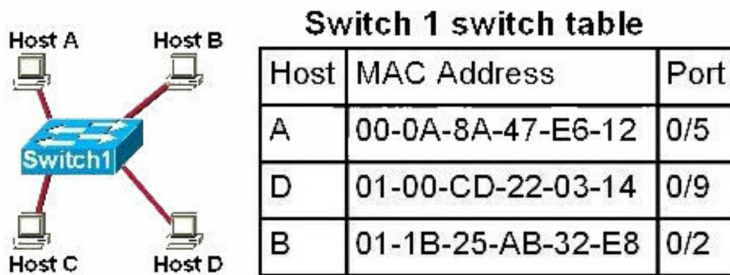 Host A Host B
Switch1
Host C Host D
Switch 1 switch table
Host MAC Address Port
A 00-0A-8A-47-E6-12 0/5
D 01-00-CD-22-03-14 0/9
B 01-1B-25-AB-32-E8 0/2